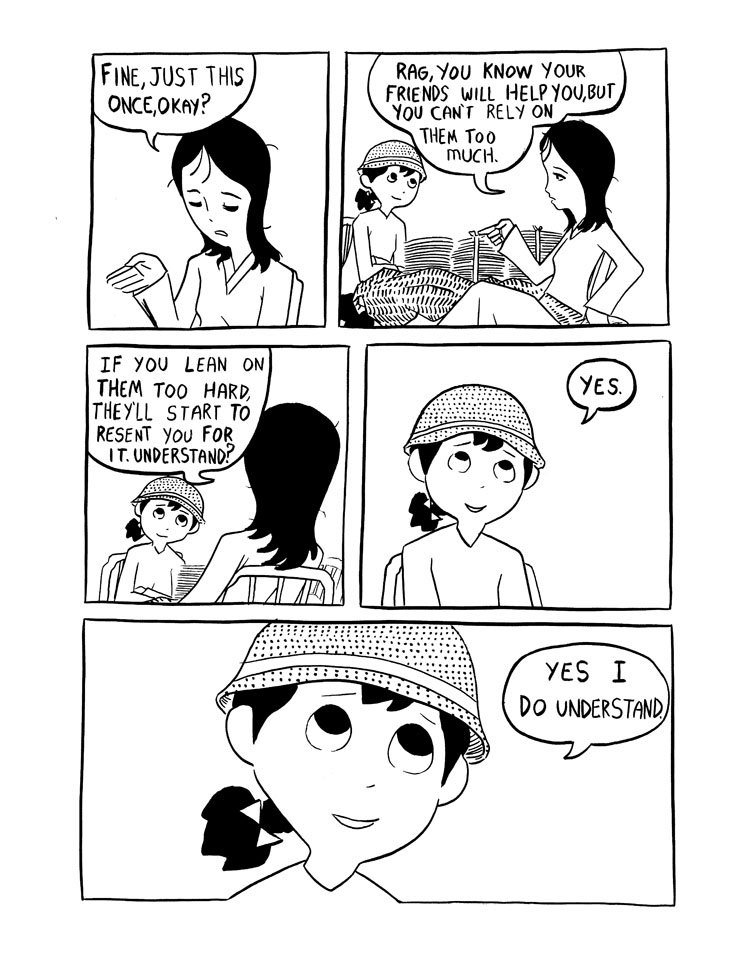 FINE, JUST THIS
ONCE, OKAY?
RAG, YOU KNOW YOUR
FRIENDS WILL HELP YOU, BUT
YOU CAN'T RELY ON
THEM TOO
MUCH.
IF YOU LEAN ON
THEM TOO HARD,
THEY'LL START TO
RESENT YOU FOR
IT. UNDERSTAND?
YES.
YES I
DO UNDERSTAND.